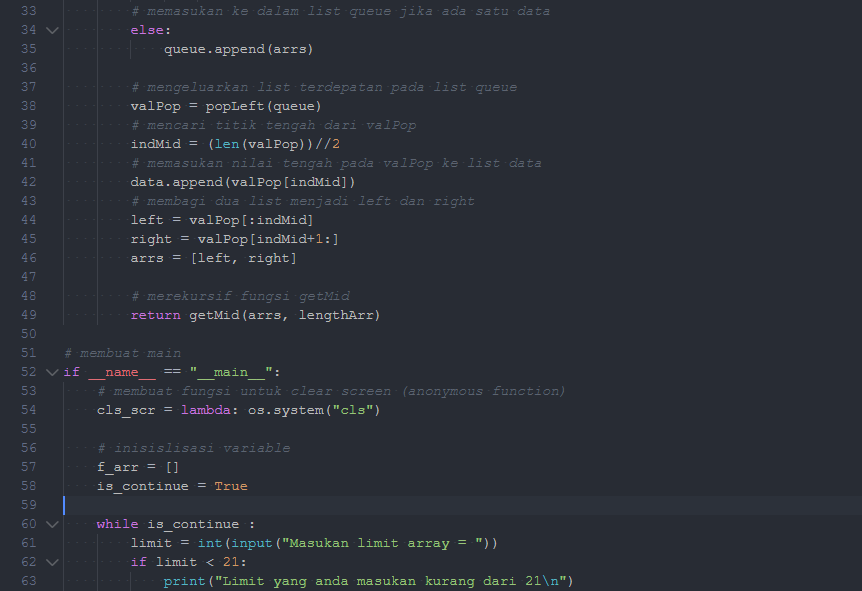 33 # memasukan ke dalam list queue jika ada satu data
34 else:
35 queue.append(arrs)
36
37 # mengeluarkan list terdepatan pada list queue
38 valPop = popLeft(queue)
39 # mencari titik tengah dari valPop
40 indMid = (len(valPop))//2
41 # memasukan nilai tengah pada valPop ke list data
42 data.append(valPop[indMid])
43 # membagi dua list menjadi left dan right
44 left = valPop[:indMid]
45 right = valPop[indMid+1:]
46 arrs = [left, right]
47
48 # merekursif fungsi getMid
49 return getMid(arrs, lengthArr)
50
51 # membuat main
52 if __name__ == "__main__":
53 # membuat fungsi untuk clear screen (anonymous function)
54 cls_scr = lambda: os.system("cls")
55
56 # inisislisasi variable
57 f_arr = []
58 is_continue = True
59
60 while is_continue :
61 limit = int(input("Masukan limit array = "))
62 if limit < 21:
63 print("Limit yang anda masukan kurang dari 21\n")